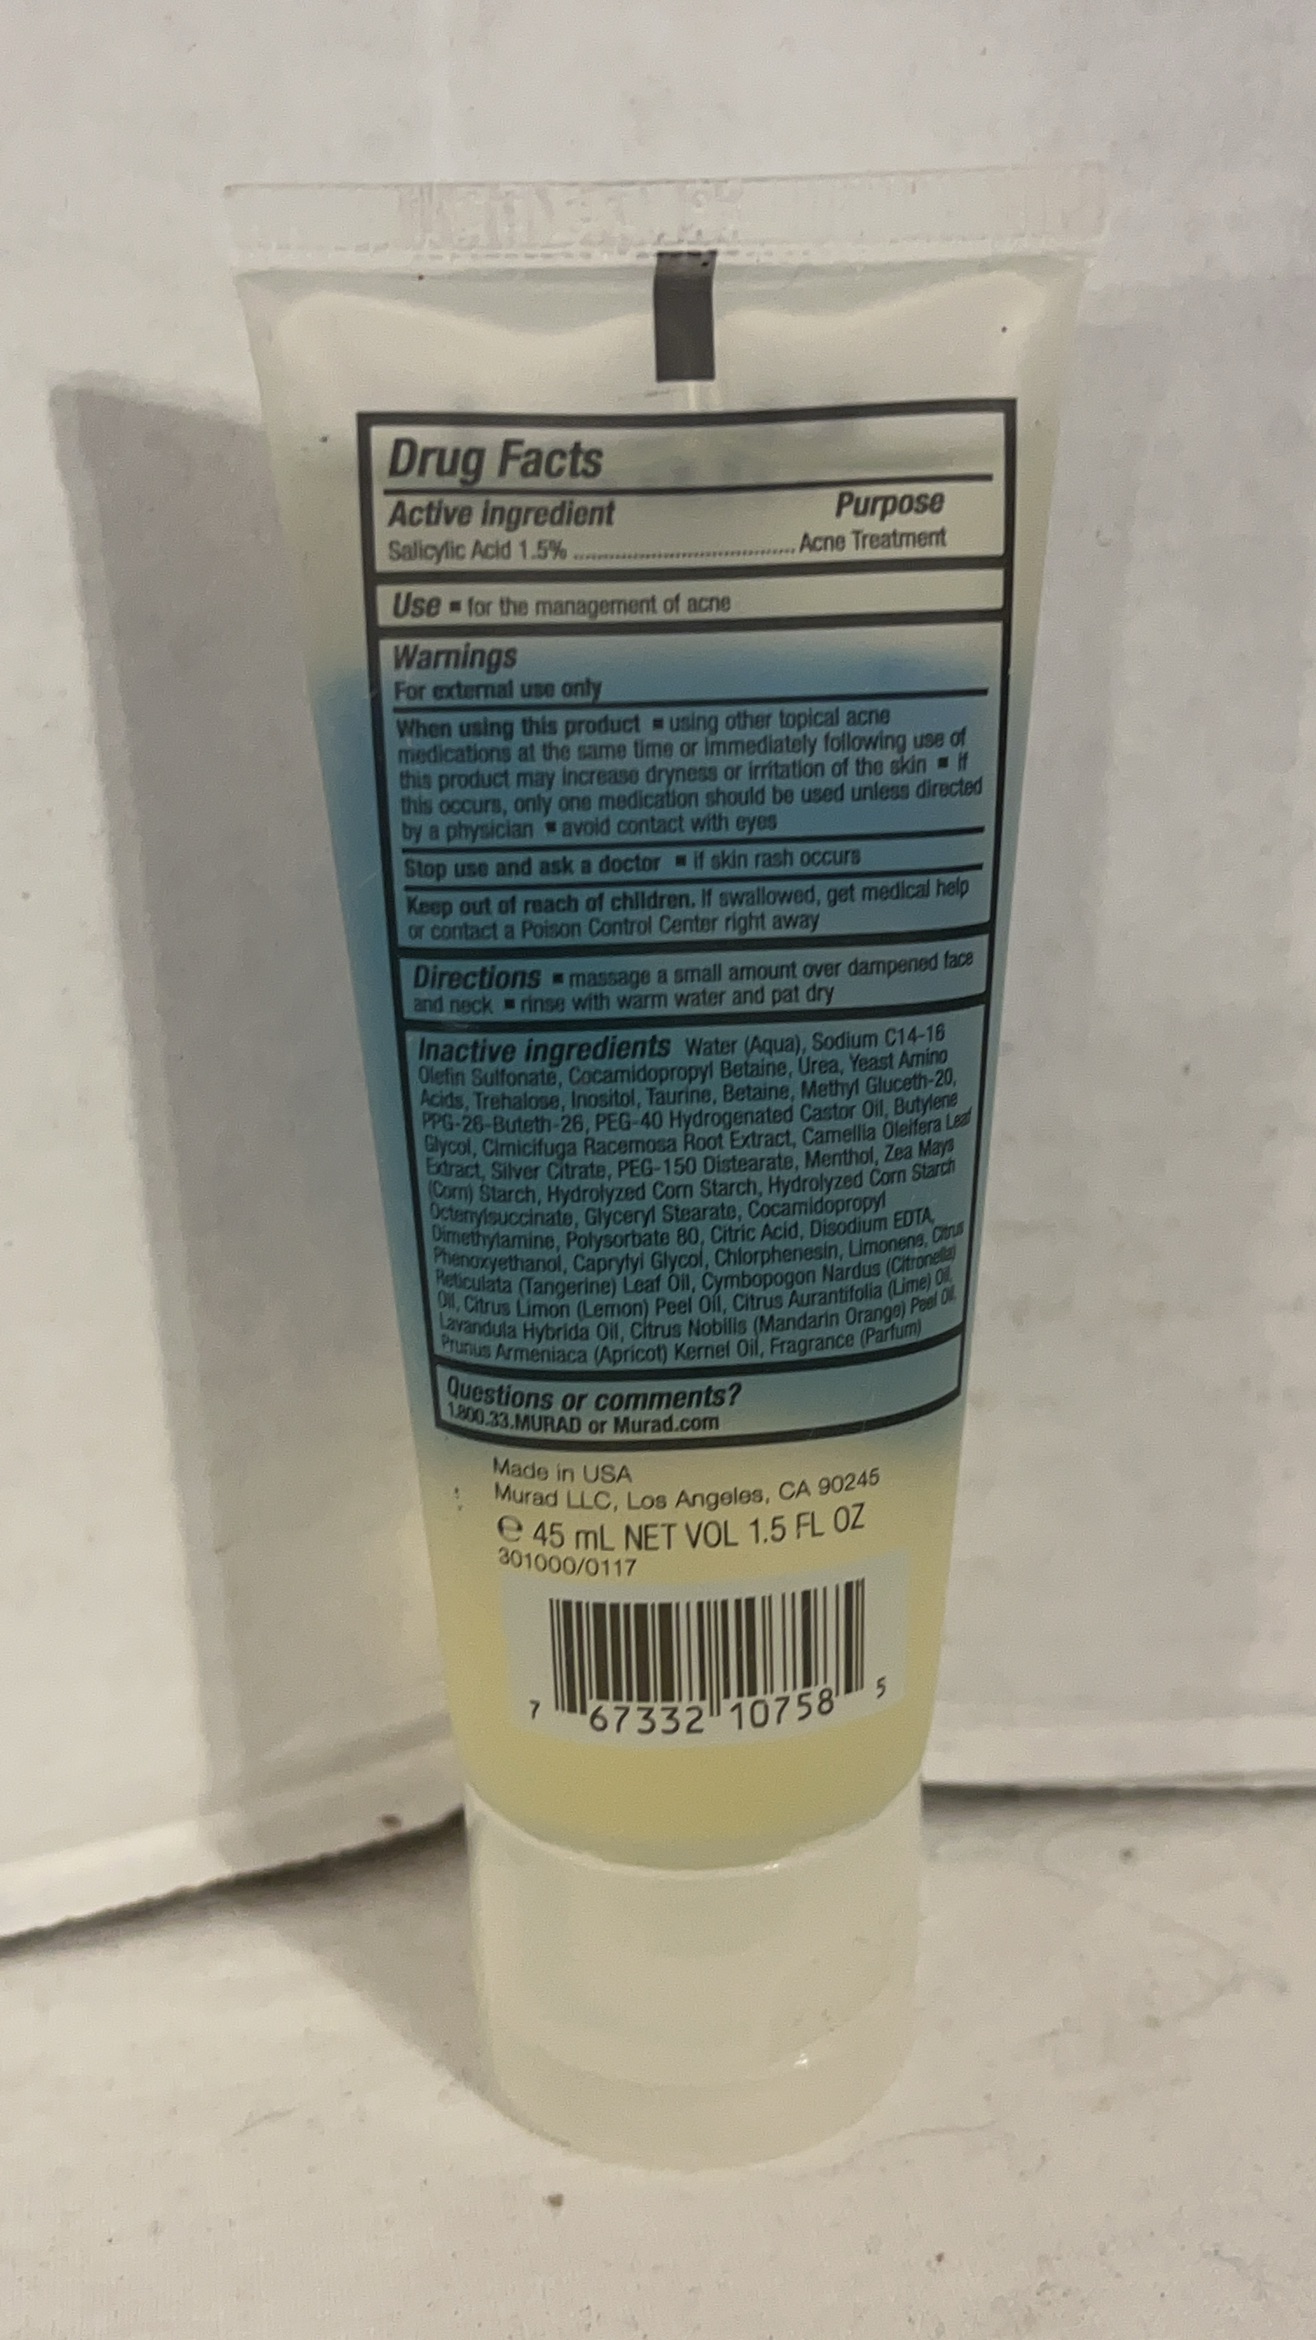 Drug Facts
Active ingredient Purpose
Salicylic Acid 1.5% ........................................ Acne Treatment
Use ▪ for the management of acne
Warnings
For external use only
When using this product ▪ using other topical acne
medications at the same time or immediately following use of
this product may increase dryness or irritation of the skin ▪ if
this occurs, only one medication should be used unless directed
by a physician ▪ avoid contact with eyes
Stop use and ask a doctor ▪ if skin rash occurs
Keep out of reach of children. If swallowed, get medical help
or contact a Poison Control Center right away
Directions ▪ massage a small amount over dampened face
and neck ▪ rinse with warm water and pat dry
Inactive ingredients Water (Aqua), Sodium C14-16
Olefin Sulfonate, Cocamidopropyl Betaine, Urea, Yeast Amino
Acids, Trehalose, Inositol, Taurine, Betaine, Methyl Gluceth-20,
PPG-26-Buteth-26, PEG-40 Hydrogenated Castor Oil, Butylene
Glycol, Cimicifuga Racemosa Root Extract, Camellia Oleifera Leaf
Extract, Silver Citrate, PEG-150 Distearate, Menthol, Zea Mays
(Corn) Starch, Hydrolyzed Corn Starch, Hydrolyzed Corn Starch
Octenylsuccinate, Glyceryl Stearate, Cocamidopropyl
Dimethylamine, Polysorbate 80, Citric Acid, Disodium EDTA,
Phenoxyethanol, Caprylyl Glycol, Chlorphenesin, Limonene, Citrus
Reticulata (Tangerine) Leaf Oil, Cymbopogon Nardus (Citronella)
Oil, Citrus Limon (Lemon) Peel Oil, Citrus Aurantifolia (Lime) Oil,
Lavandula Hybrida Oil, Citrus Nobilis (Mandarin Orange) Peel Oil,
Prunus Armeniaca (Apricot) Kernel Oil, Fragrance (Parfum)
Questions or comments?
1.800.33.MURAD or Murad.com
Made in USA
Murad LLC, Los Angeles, CA 90245
℮ 45 mL NET VOL 1.5 FL OZ
301000/0117
7 67332 10758 5